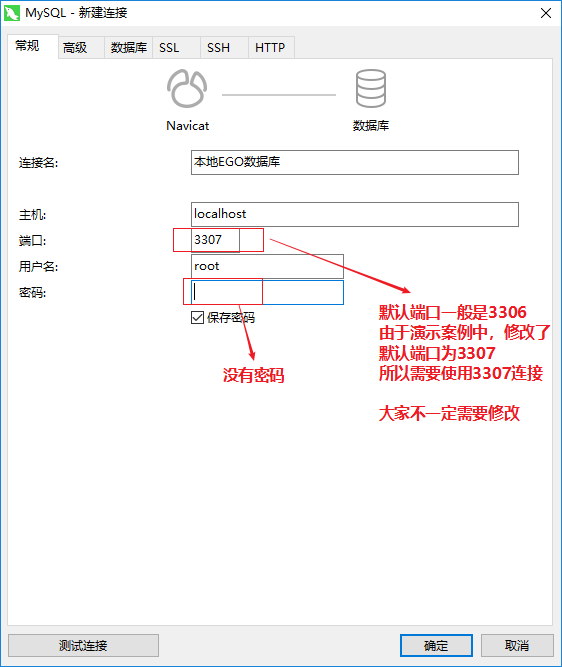 MySQL - 新建连接
常规
高级
数据库
SSL
SSH
HTTP
Navicat
数据库
连接名:
本地EGO数据库
主机:
localhost
端口:
3307
用户名:
root
密码:
保存密码
没有密码
默认端口一般是3306
由于演示案例中，修改了
默认端口为3307
所以需要使用3307连接
大家不一定需要修改
测试连接
确定
取消